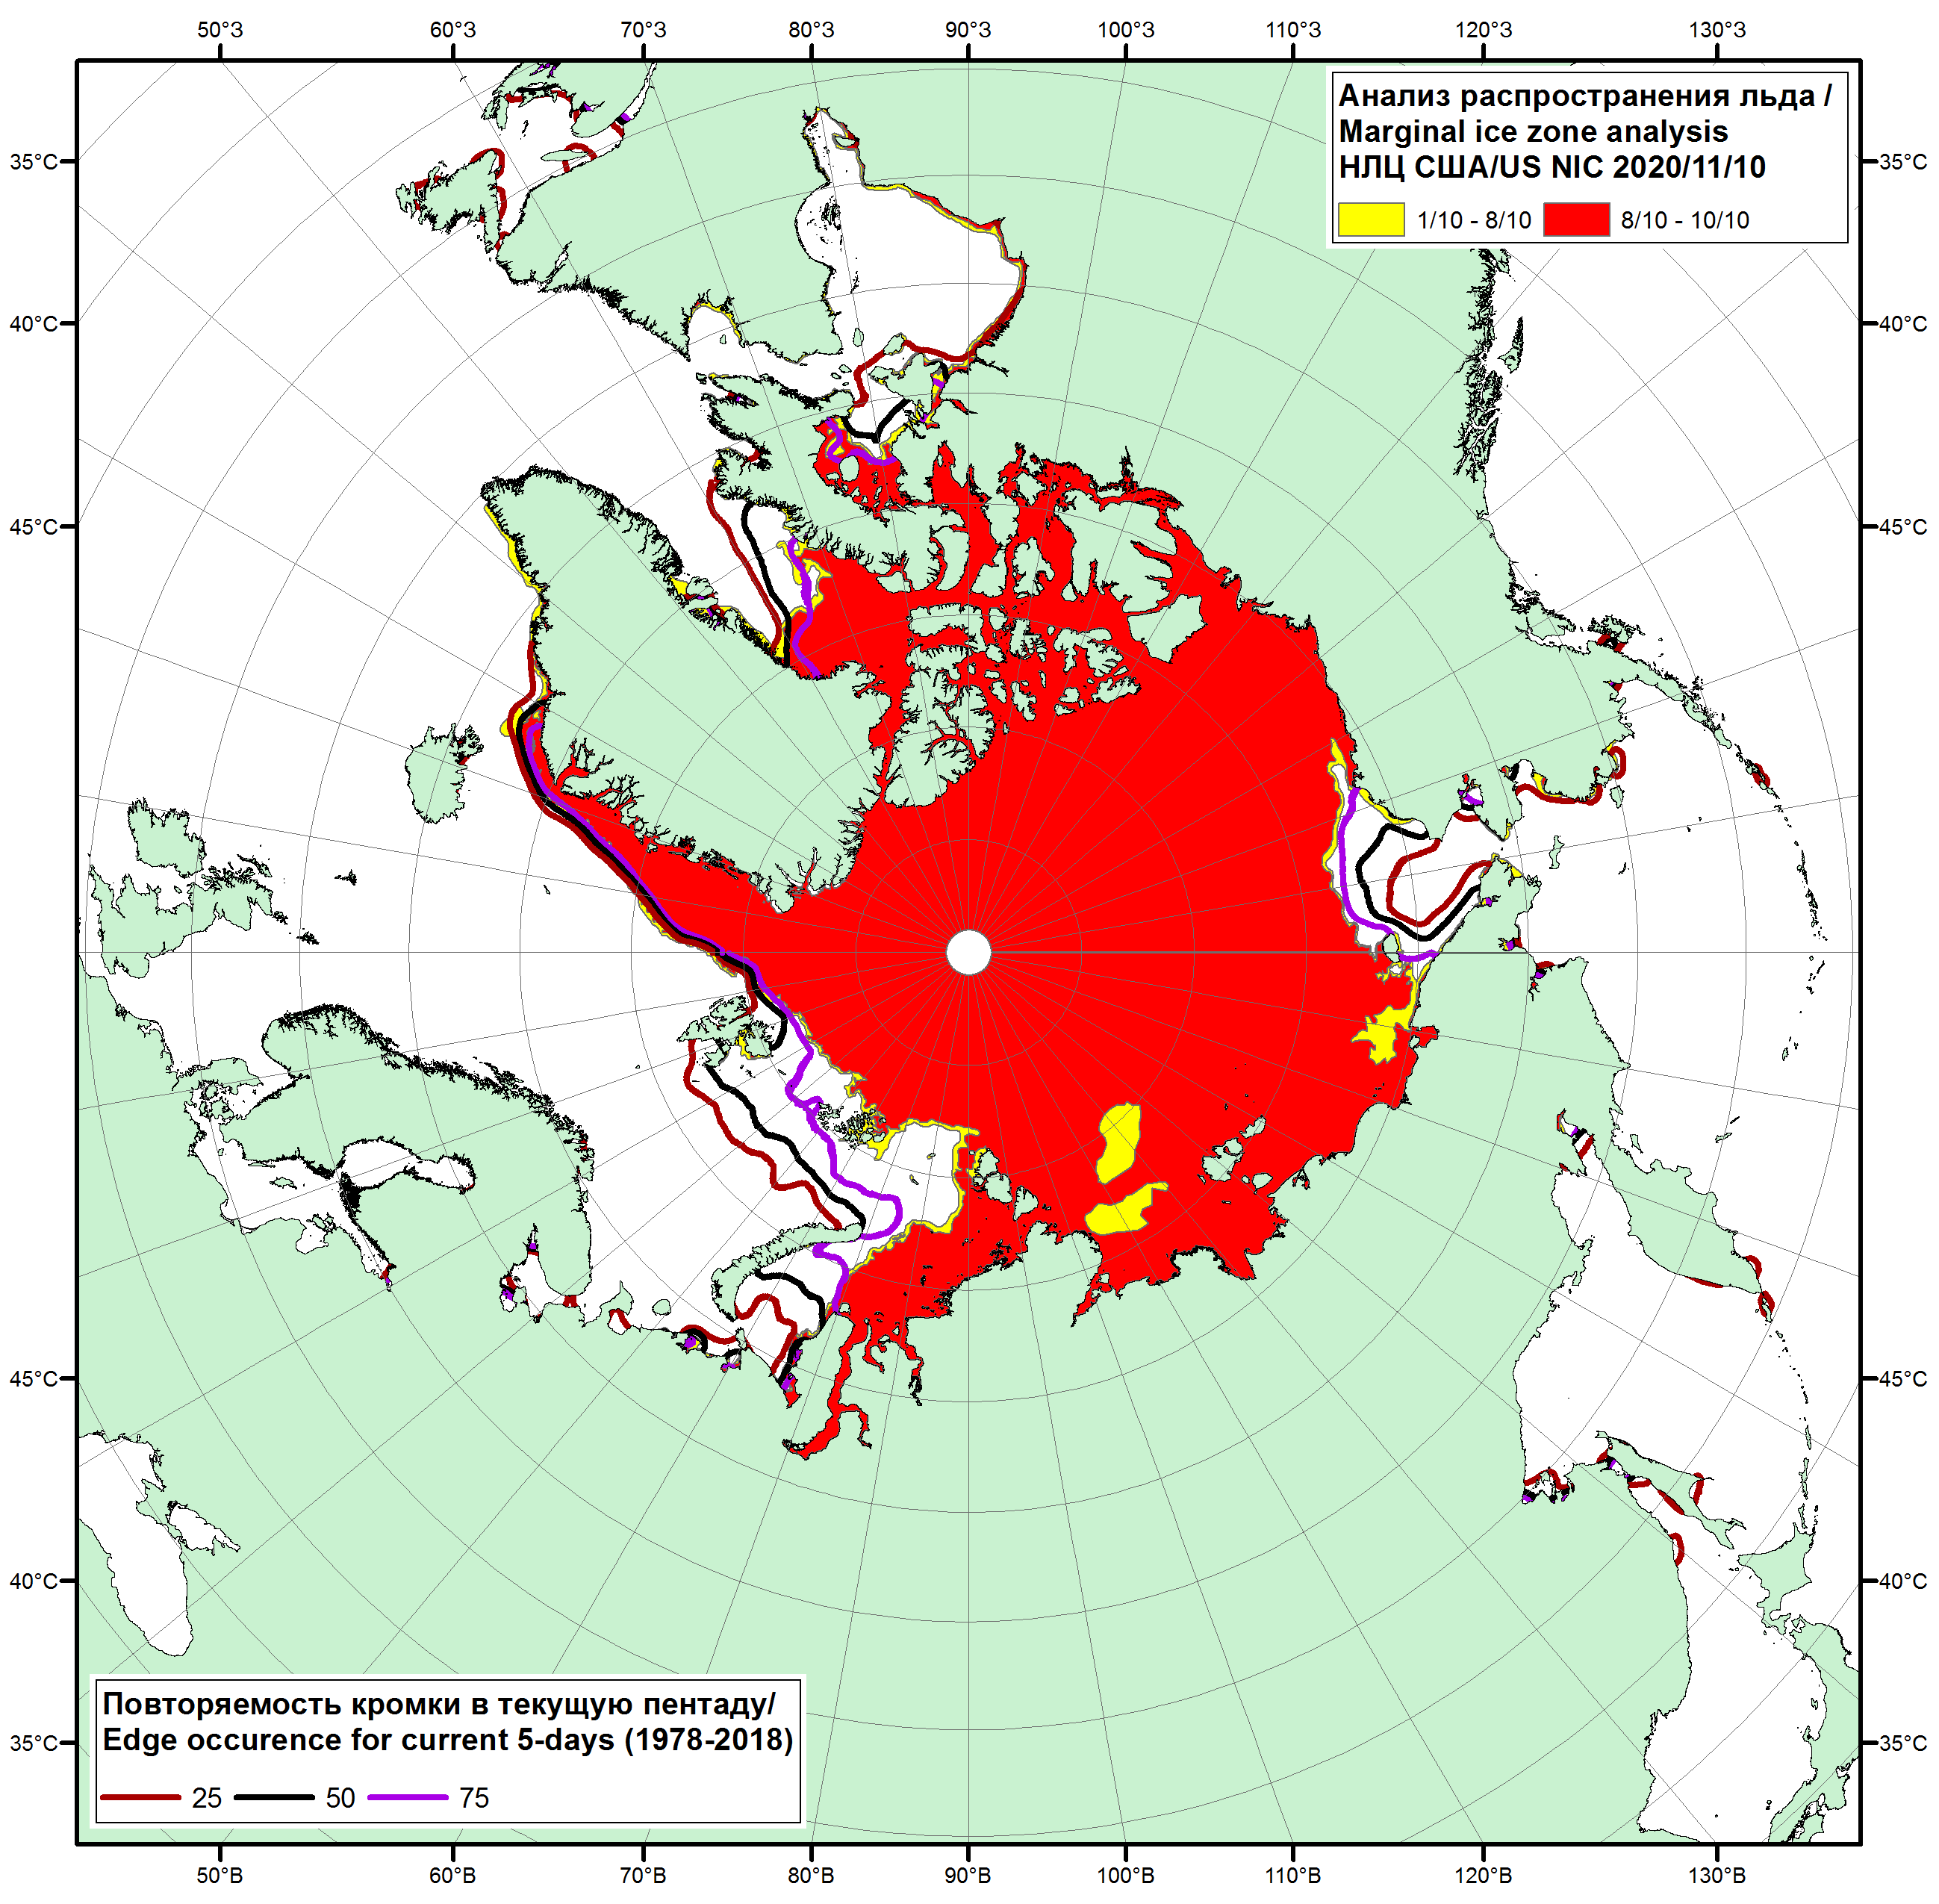 50°З 60°З 70°З 80°З 90°З 100°З 110°З 120°З 130°З
Анализ распространения льда /
Marginal ice zone analysis
НЛЦ США/US NIC 2020/11/10
1/10 - 8/10 8/10 - 10/10
35°С 35°С
40°С 40°С
45°С 45°С
45°С 45°С
40°С 40°С
35°С 35°С
Повторяемость кромки в текущую пентаду/
Edge occurence for current 5-days (1978-2018)
25 50 75
50°В 60°В 70°В 80°В 90°В 100°В 110°В 120°В 130°В